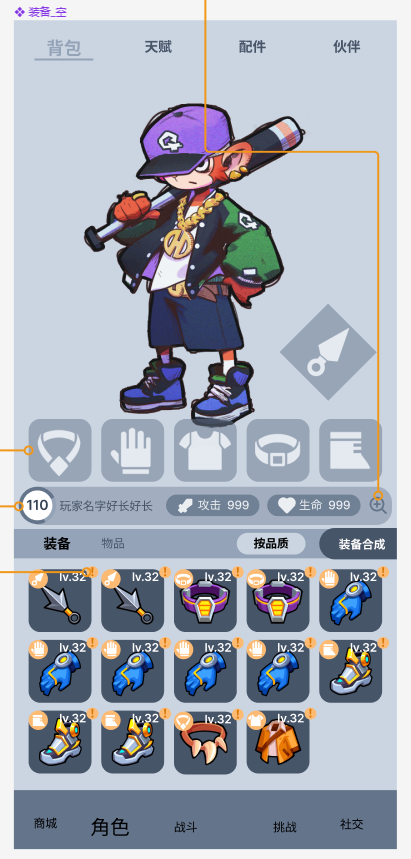 装备_空
背包 天赋 配件 伙伴
110 玩家名字好长好长 攻击 999 生命 999
装备 物品 按品质 装备合成
lv.32 ! lv.32 ! lv.32 ! lv.32 ! lv.32 !
lv.32 ! lv.32 ! lv.32 ! lv.32 ! lv.32 !
lv.32 ! lv.32 ! lv.32 ! lv.32 !
商城 角色 战斗 挑战 社交